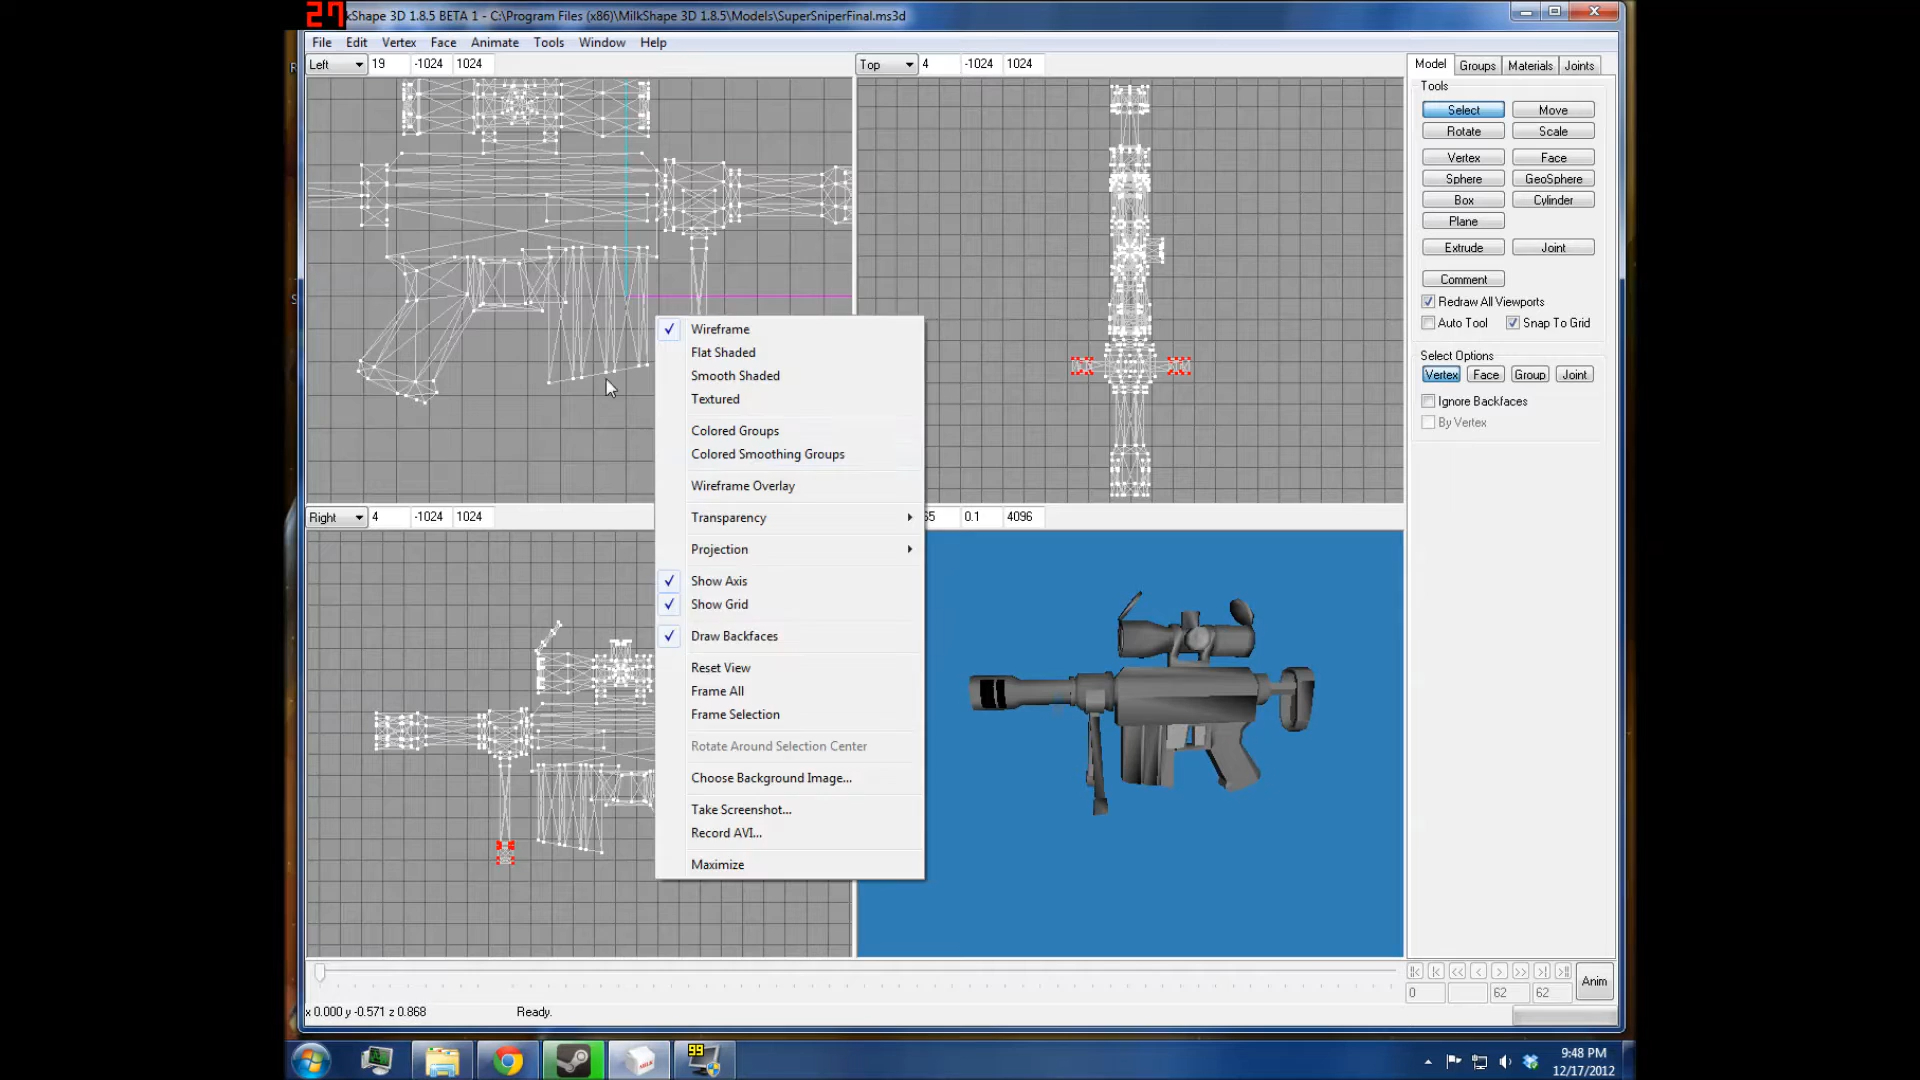 27
ilkShape 3D 1.8.5 BETA 1 - C:\Program Files (x86)\MilkShape 3D 1.8.5\Models\SuperSniperFinal.ms3d
File Edit Vertex Face Animate Tools Window Help
Left 19 -1024 1024
Top 4 -1024 1024
Model Groups Materials Joints
Tools
Select Move
Rotate Scale
Vertex Face
Sphere GeoSphere
Box Cylinder
Plane
Extrude Joint
Comment
Redraw All Viewports
Auto Tool Snap To Grid
Select Options
Vertex Face Group Joint
Ignore Backfaces
By Vertex
Wireframe
Flat Shaded
Smooth Shaded
Textured
Colored Groups
Colored Smoothing Groups
Wireframe Overlay
Transparency
Projection
Show Axis
Show Grid
Draw Backfaces
Reset View
Frame All
Frame Selection
Rotate Around Selection Center
Choose Background Image...
Take Screenshot...
Record AVI...
Maximize
Right 4 -1024 1024
65 0.1 4096
Anim
0 62 62
x 0.000 y -0.571 z 0.868 Ready.
MILK
99
9:48 PM
12/17/2012